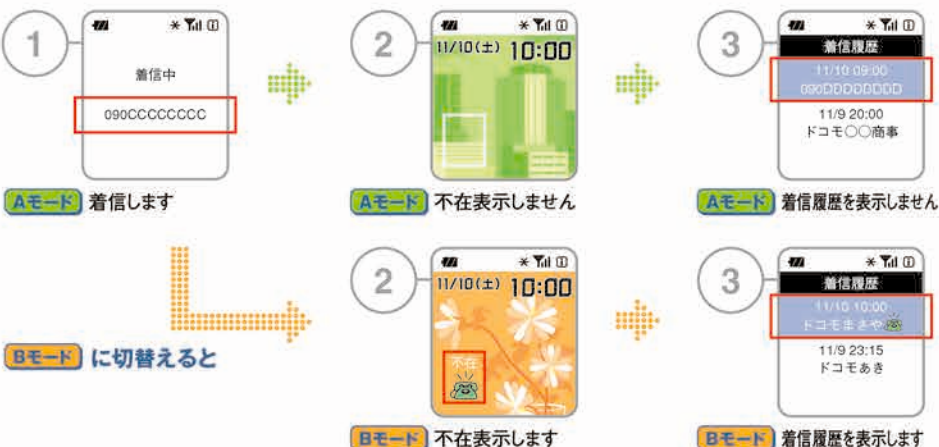 1
着信中
090CCCCCCCC
Aモード 着信します
2
11/10(土) 10:00
Aモード 不在表示しません
3
着信履歴
11/10 09:00
090DDDDDDDD
11/9 20:00
ドコモ○○商事
Aモード 着信履歴を表示しません
Bモード に切替えると
2
11/10(土) 10:00
不在
Bモード 不在表示します
3
着信履歴
11/10 10:00
ドコモまさや
11/9 23:15
ドコモあき
Bモード 着信履歴を表示します